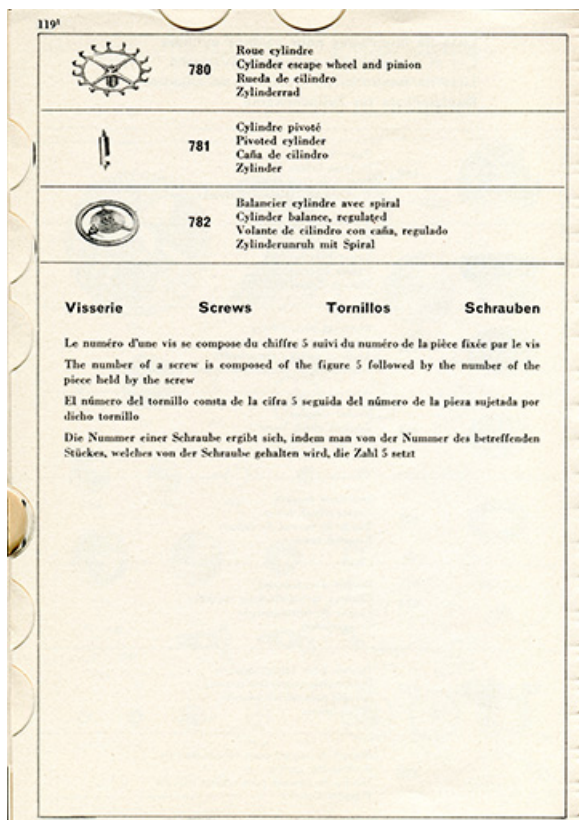 119¹
780
Roue cylindre
Cylinder escape wheel and pinion
Rueda de cilindro
Zylinderrad
781
Cylindre pivoté
Pivoted cylinder
Caña de cilindro
Zylinder
782
Balancier cylindre avec spiral
Cylinder balance, regulated
Volante de cilindro con caña, regulado
Zylinderunruh mit Spiral
Visserie Screws Tornillos Schrauben
Le numéro d'une vis se compose du chiffre 5 suivi du numéro de la pièce fixée par le vis
The number of a screw is composed of the figure 5 followed by the number of the
piece held by the screw
El número del tornillo consta de la cifra 5 seguida del número de la pieza sujetada por
dicho tornillo
Die Nummer einer Schraube ergibt sich, indem man von der Nummer des betreffenden
Stückes, welches von der Schraube gehalten wird, die Zahl 5 setzt